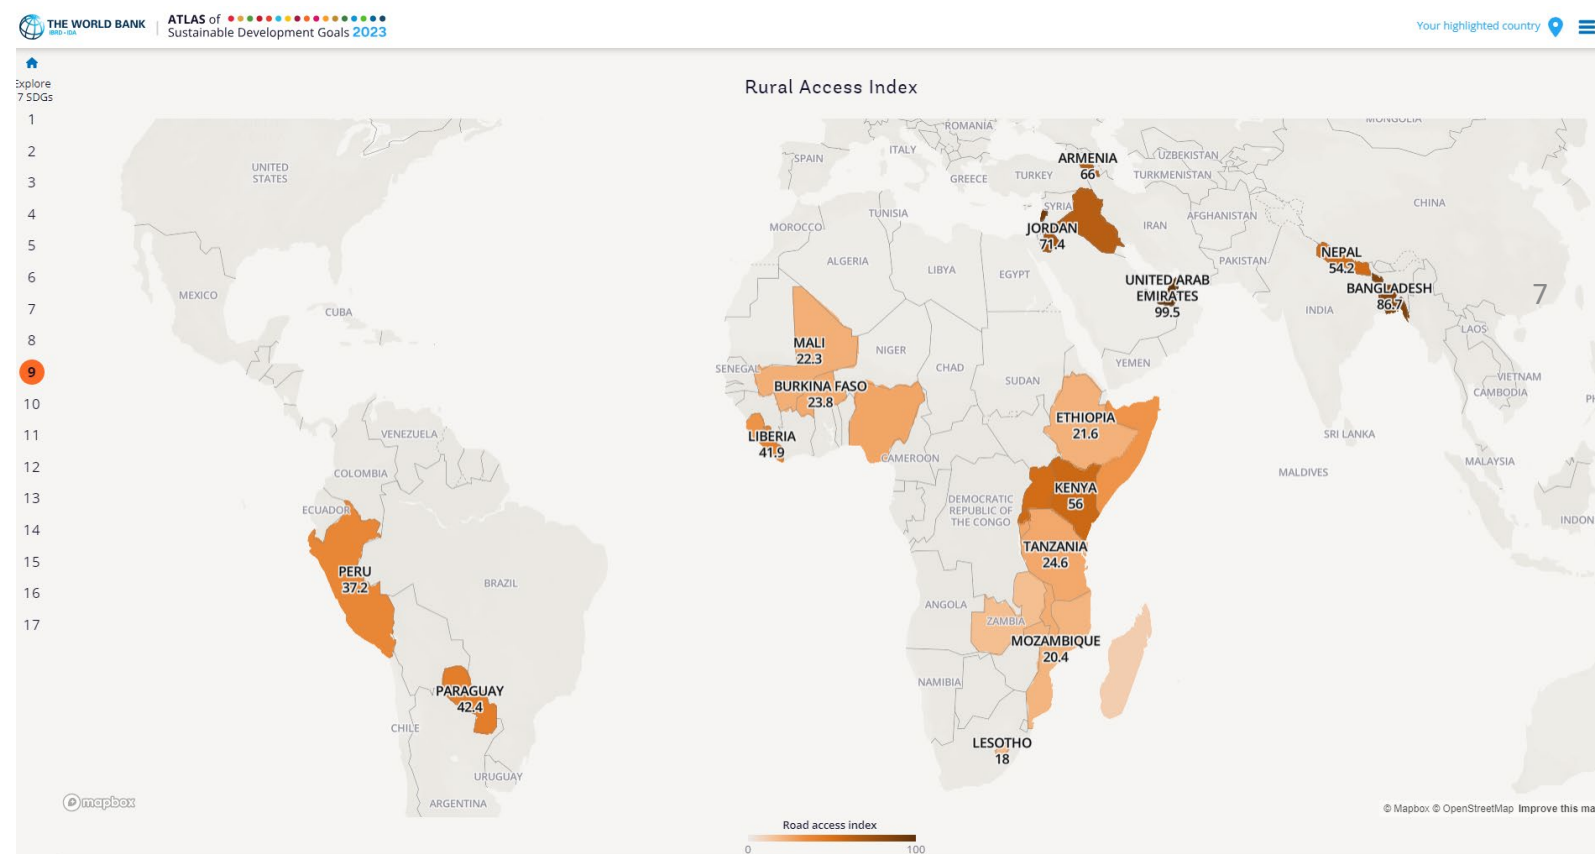 THE WORLD BANK
IBRD • IDA
ATLAS of
Sustainable Development Goals 2023
Your highlighted country
Explore
7 SDGs
1
2
3
4
5
6
7
8
9
10
11
12
13
14
15
16
17
Rural Access Index
UNITED
STATES
MEXICO
CUBA
VENEZUELA
COLOMBIA
ECUADOR
PERU
37.2
BRAZIL
PARAGUAY
42.4
CHILE
URUGUAY
ARGENTINA
ROMANIA
ITALY
SPAIN
GREECE
TURKEY
ARMENIA
66
UZBEKISTAN
TURKMENISTAN
MONGOLIA
CHINA
SYRIA
TUNISIA
MOROCCO
JORDAN
71.4
IRAN
AFGHANISTAN
ALGERIA
LIBYA
EGYPT
PAKISTAN
NEPAL
54.2
UNITED ARAB
EMIRATES
99.5
BANGLADESH
86.7
7
INDIA
LAOS
MALI
22.3
NIGER
CHAD
SUDAN
YEMEN
SENEGAL
BURKINA FASO
23.8
VIETNAM
CAMBODIA
PH
ETHIOPIA
21.6
LIBERIA
41.9
CAMEROON
SRI LANKA
MALDIVES
MALAYSIA
KENYA
56
DEMOCRATIC
REPUBLIC OF
THE CONGO
INDON
TANZANIA
24.6
ANGOLA
ZAMBIA
MOZAMBIQUE
20.4
NAMIBIA
LESOTHO
18
mapbox
© Mapbox © OpenStreetMap Improve this ma
Road access index
0
100